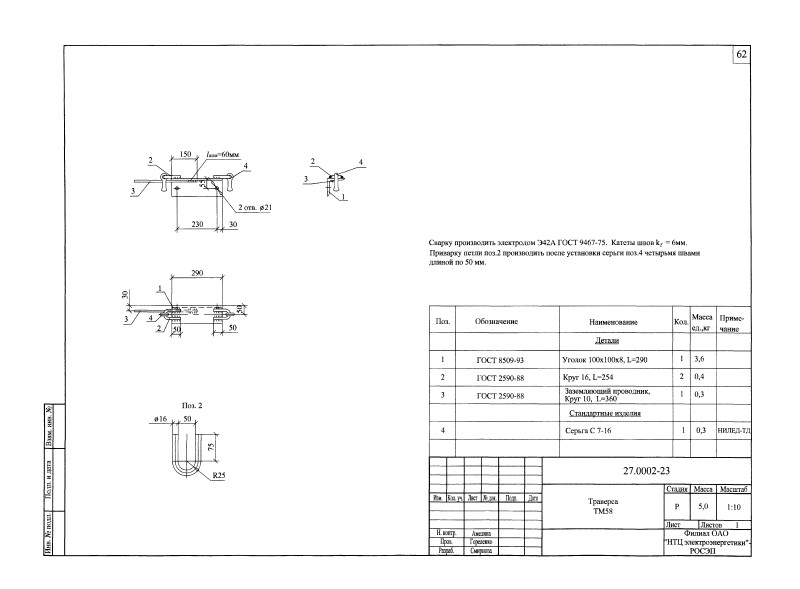 62
150
lшва=60мм
2
4
3
55
2 отв. ø21
230
30
2
4
3
1
Сварку производить электродом Э42А ГОСТ 9467-75. Катеты швов kf = 6мм.
Приварку петли поз.2 производить после установки серьги поз.4 четырьмя швами
длиной по 50 мм.
290
30
1
50
3
4
2
50
50
Поз. 2
ø16
50
75
R25
Поз.
Обозначение
Наименование
Кол.
Масса
ед.,кг
Приме-
чание
Детали
1 ГОСТ 8509-93 Уголок 100х100х8, L=290 1 3,6
2 ГОСТ 2590-88 Круг 16, L=254 2 0,4
3 ГОСТ 2590-88 Заземляющий проводник,
Круг 10, L=360 1 0,3
Стандартные изделия
4 Серьга С 7-16 1 0,3 НИЛЕД-ТД
27.0002-23
Изм. Кол. уч. Лист № док. Подп. Дата
Траверса
ТМ58
Стадия Масса Масштаб
Р 5,0 1:10
Лист Листов 1
Н. контр. Амелина
Пров.
Разраб. Смирнова
Филиал ОАО
"НТЦ электроэнергетики"-
РОСЭП
Взам. инв. №
Подп. и дата
Инв. № подл.